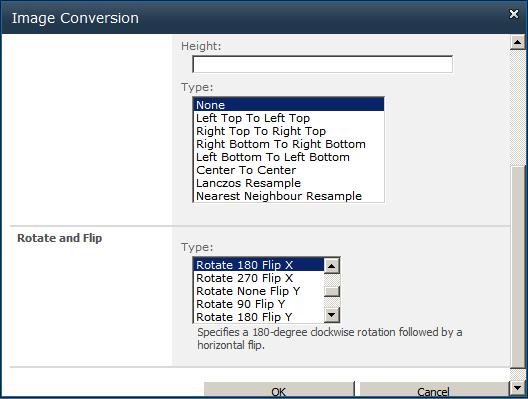 Image Conversion
Height:
Type:
None
Left Top To Left Top
Right Top To Right Top
Right Bottom To Right Bottom
Left Bottom To Left Bottom
Center To Center
Lanczos Resample
Nearest Neighbour Resample
Rotate and Flip
Type:
Rotate 180 Flip X
Rotate 270 Flip X
Rotate None Flip Y
Rotate 90 Flip Y
Rotate 180 Flip Y
Specifies a 180-degree clockwise rotation followed by a
horizontal flip.
OK Cancel